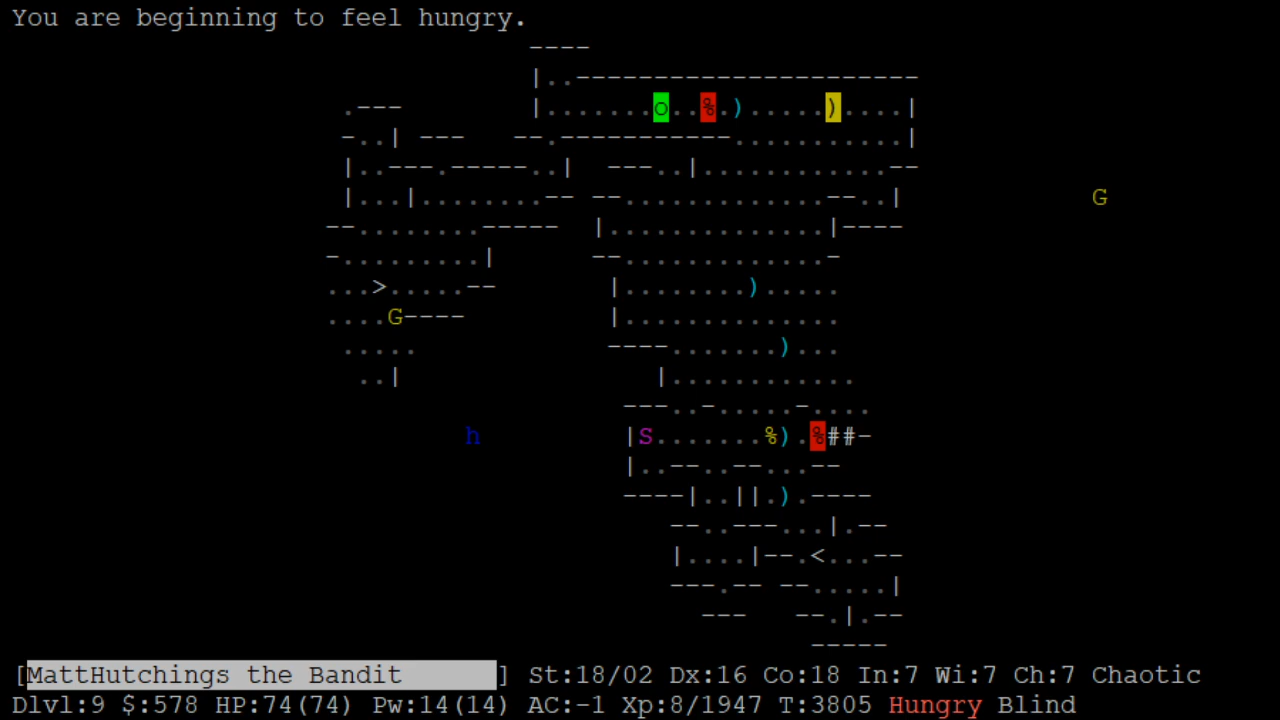 You are beginning to feel hungry.
----
|..----------------------
.--- |.......o..%.).....)....|
-..| --- --.-----------...........|
|..---.-----..| ---..|............--
|...|........-- --.............--..| G
--........----- |..............|----
-.........| --.............-
...>.....-- |........).....
....G---- |..............
..... ----.......)...
..| |............
---..-.....-....
h |S.......%).%##-
|..--..--...--
----|..||.).----
--..---...|.--
|....|--.<...--
---.-- --.....|
--- --.|.--
-----
[MattHutchings the Bandit ] St:18/02 Dx:16 Co:18 In:7 Wi:7 Ch:7 Chaotic
Dlvl:9 $:578 HP:74(74) Pw:14(14) AC:-1 Xp:8/1947 T:3805 Hungry Blind